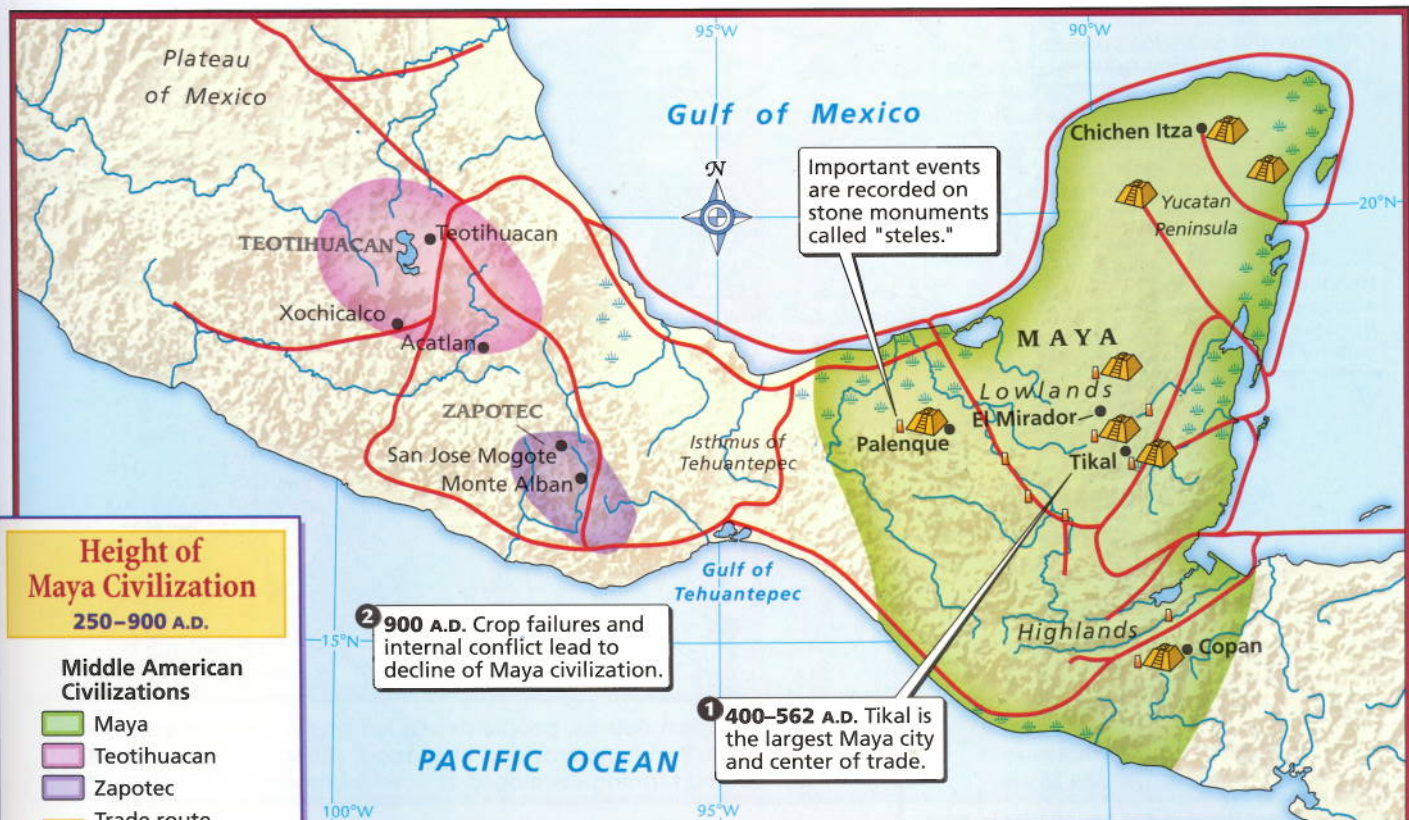 95°W
90°W
Plateau
of Mexico
Gulf of Mexico
Chichen Itza
N
Important events
are recorded on
stone monuments
called "steles."
Yucatan
Peninsula
20°N
TEOTIHUACAN
Teotihuacan
Xochicalco
Acatlan
MAYA
Lowlands
El Mirador
ZAPOTEC
San Jose Mogote
Monte Alban
Isthmus of
Tehuantepec
Palenque
Tikal
Gulf of
Tehuantepec
Height of
Maya Civilization
250–900 A.D.
2 900 A.D. Crop failures and
internal conflict lead to
decline of Maya civilization.
15°N
Highlands
Copan
Middle American
Civilizations
Maya
Teotihuacan
Zapotec
Trade route
1 400–562 A.D. Tikal is
the largest Maya city
and center of trade.
PACIFIC OCEAN
100°W
95°W